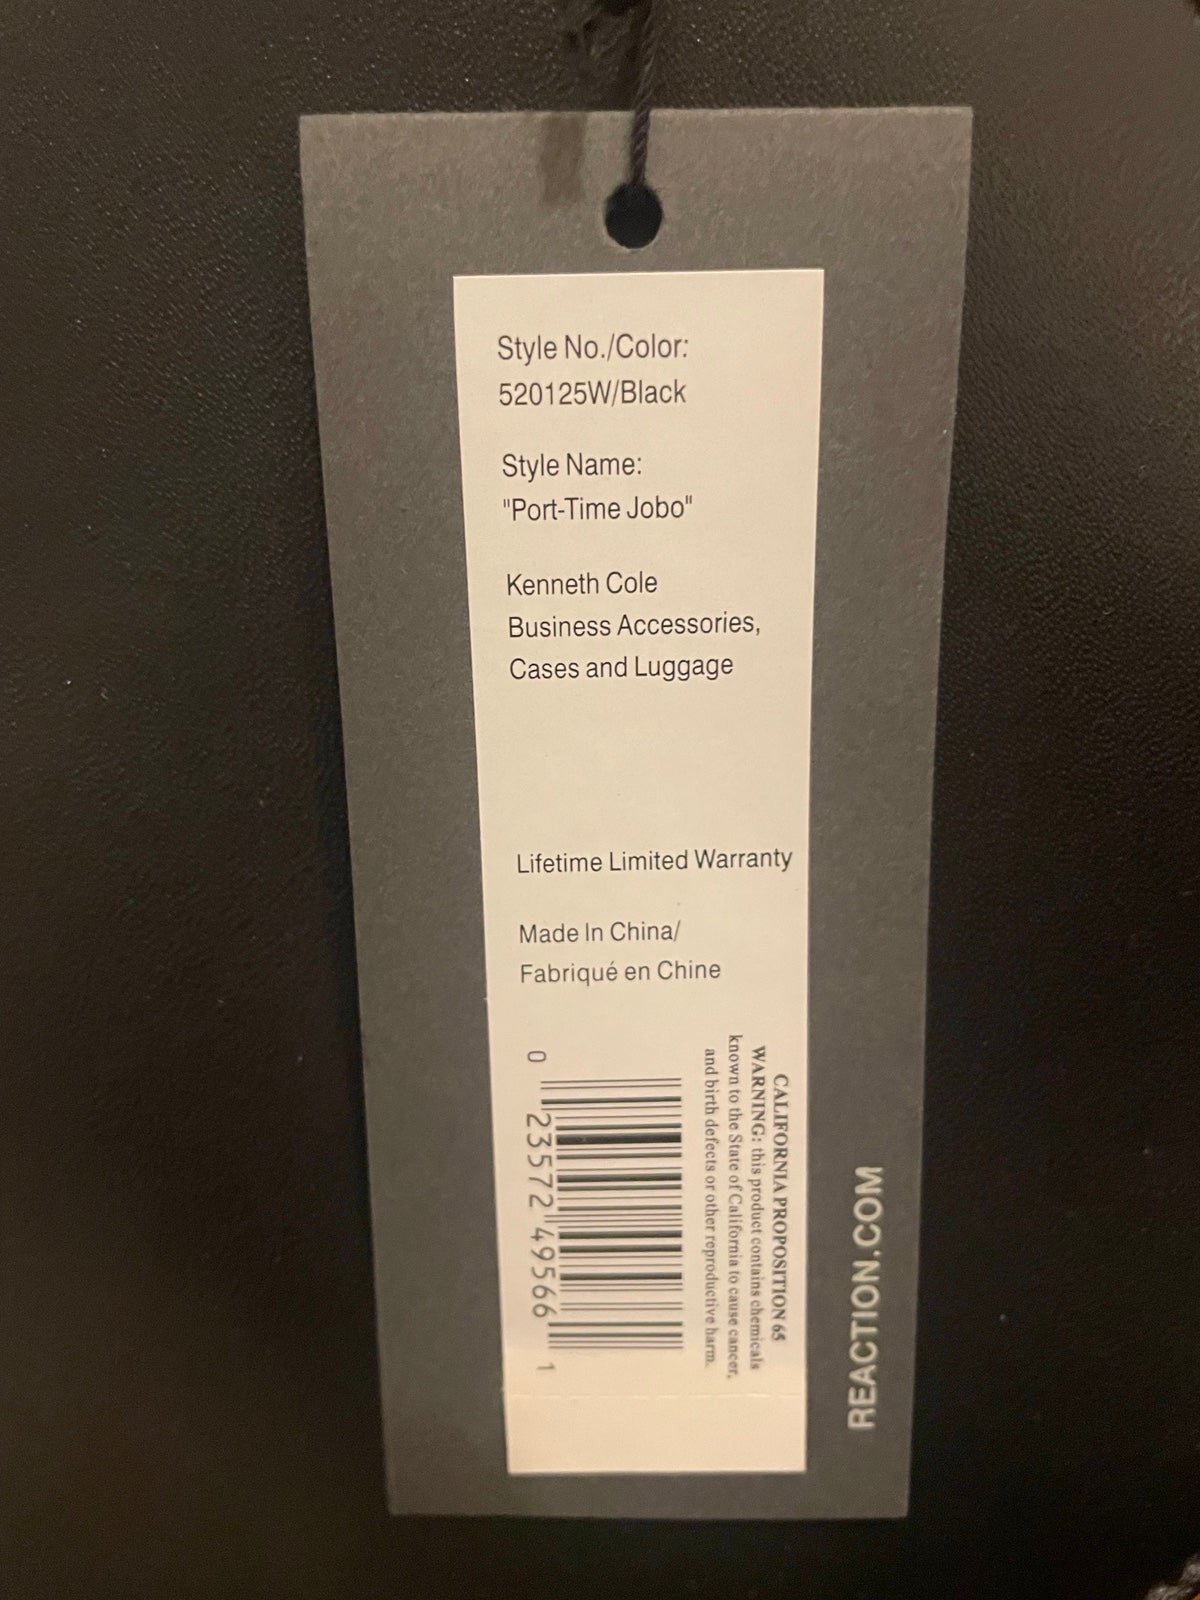 Style No./Color:
520125W/Black
Style Name:
"Port-Time Jobo"
Kenneth Cole
Business Accessories,
Cases and Luggage
Lifetime Limited Warranty
Made In China/
Fabriqué en Chine
0 23572 49566 1
CALIFORNIA PROPOSITION 65
WARNING: this product contains chemicals
known to the State of California to cause cancer,
and birth defects or other reproductive harm.
REACTION.COM